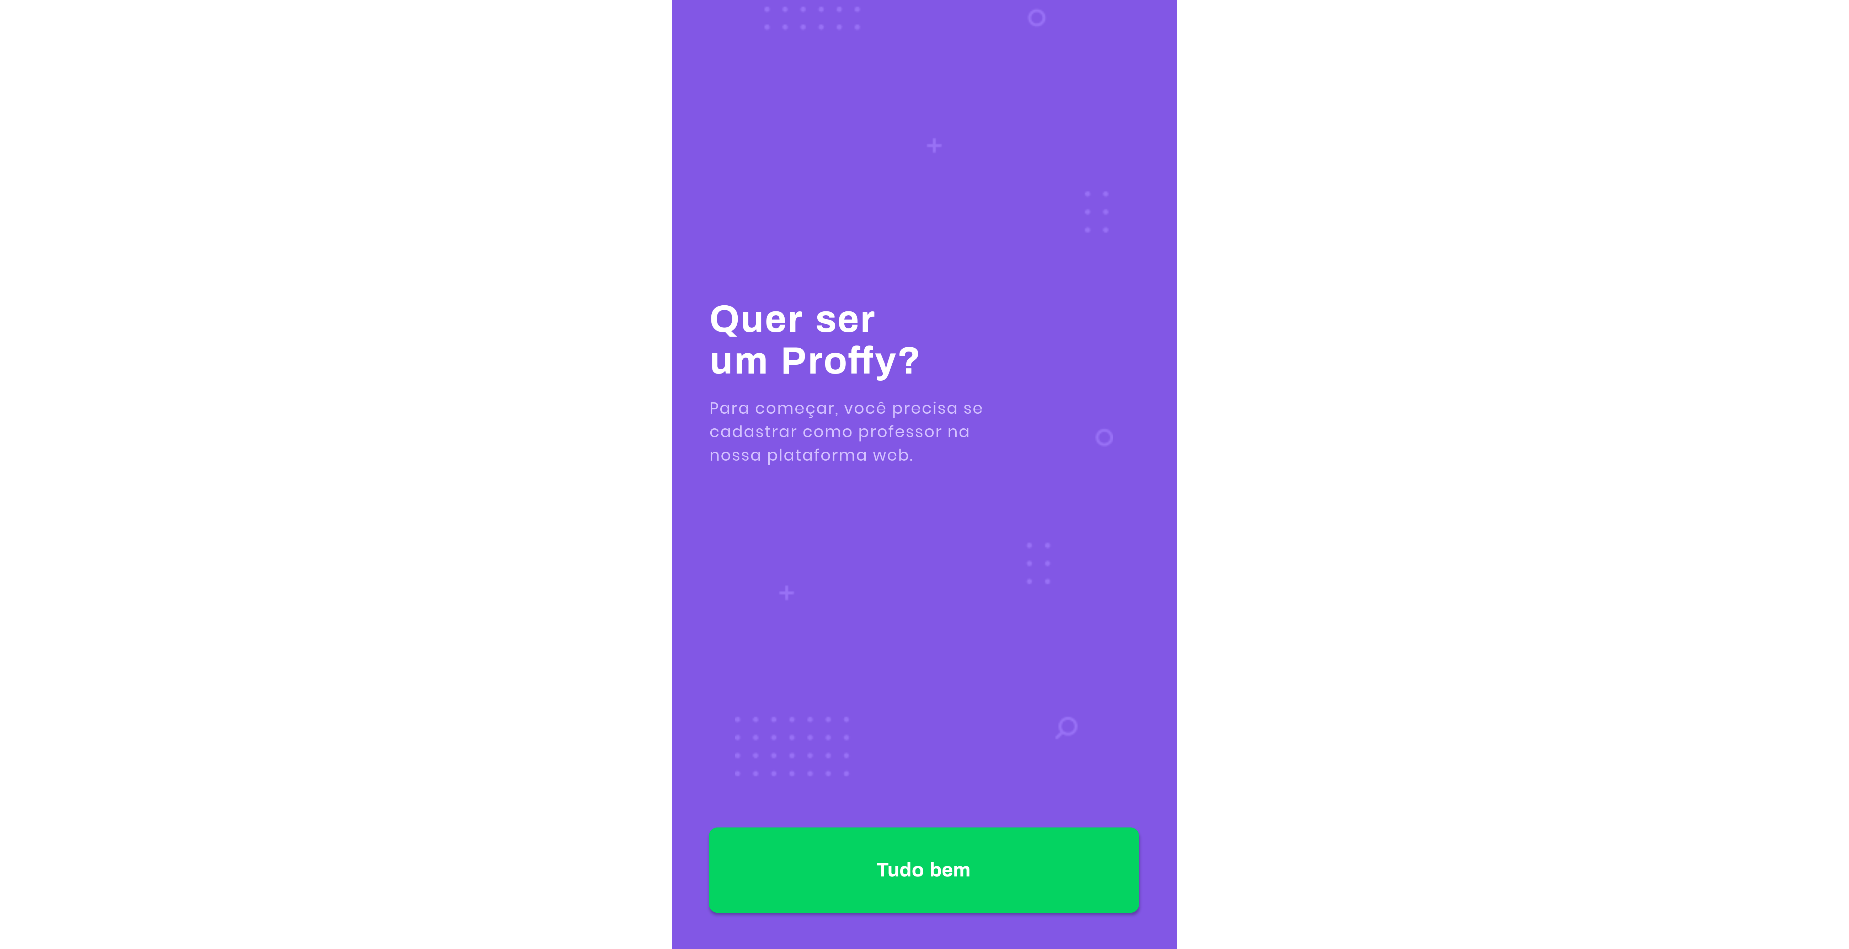 Quer ser
um Proffy?
Para começar, você precisa se
cadastrar como professor na
nossa plataforma web.
Tudo bem